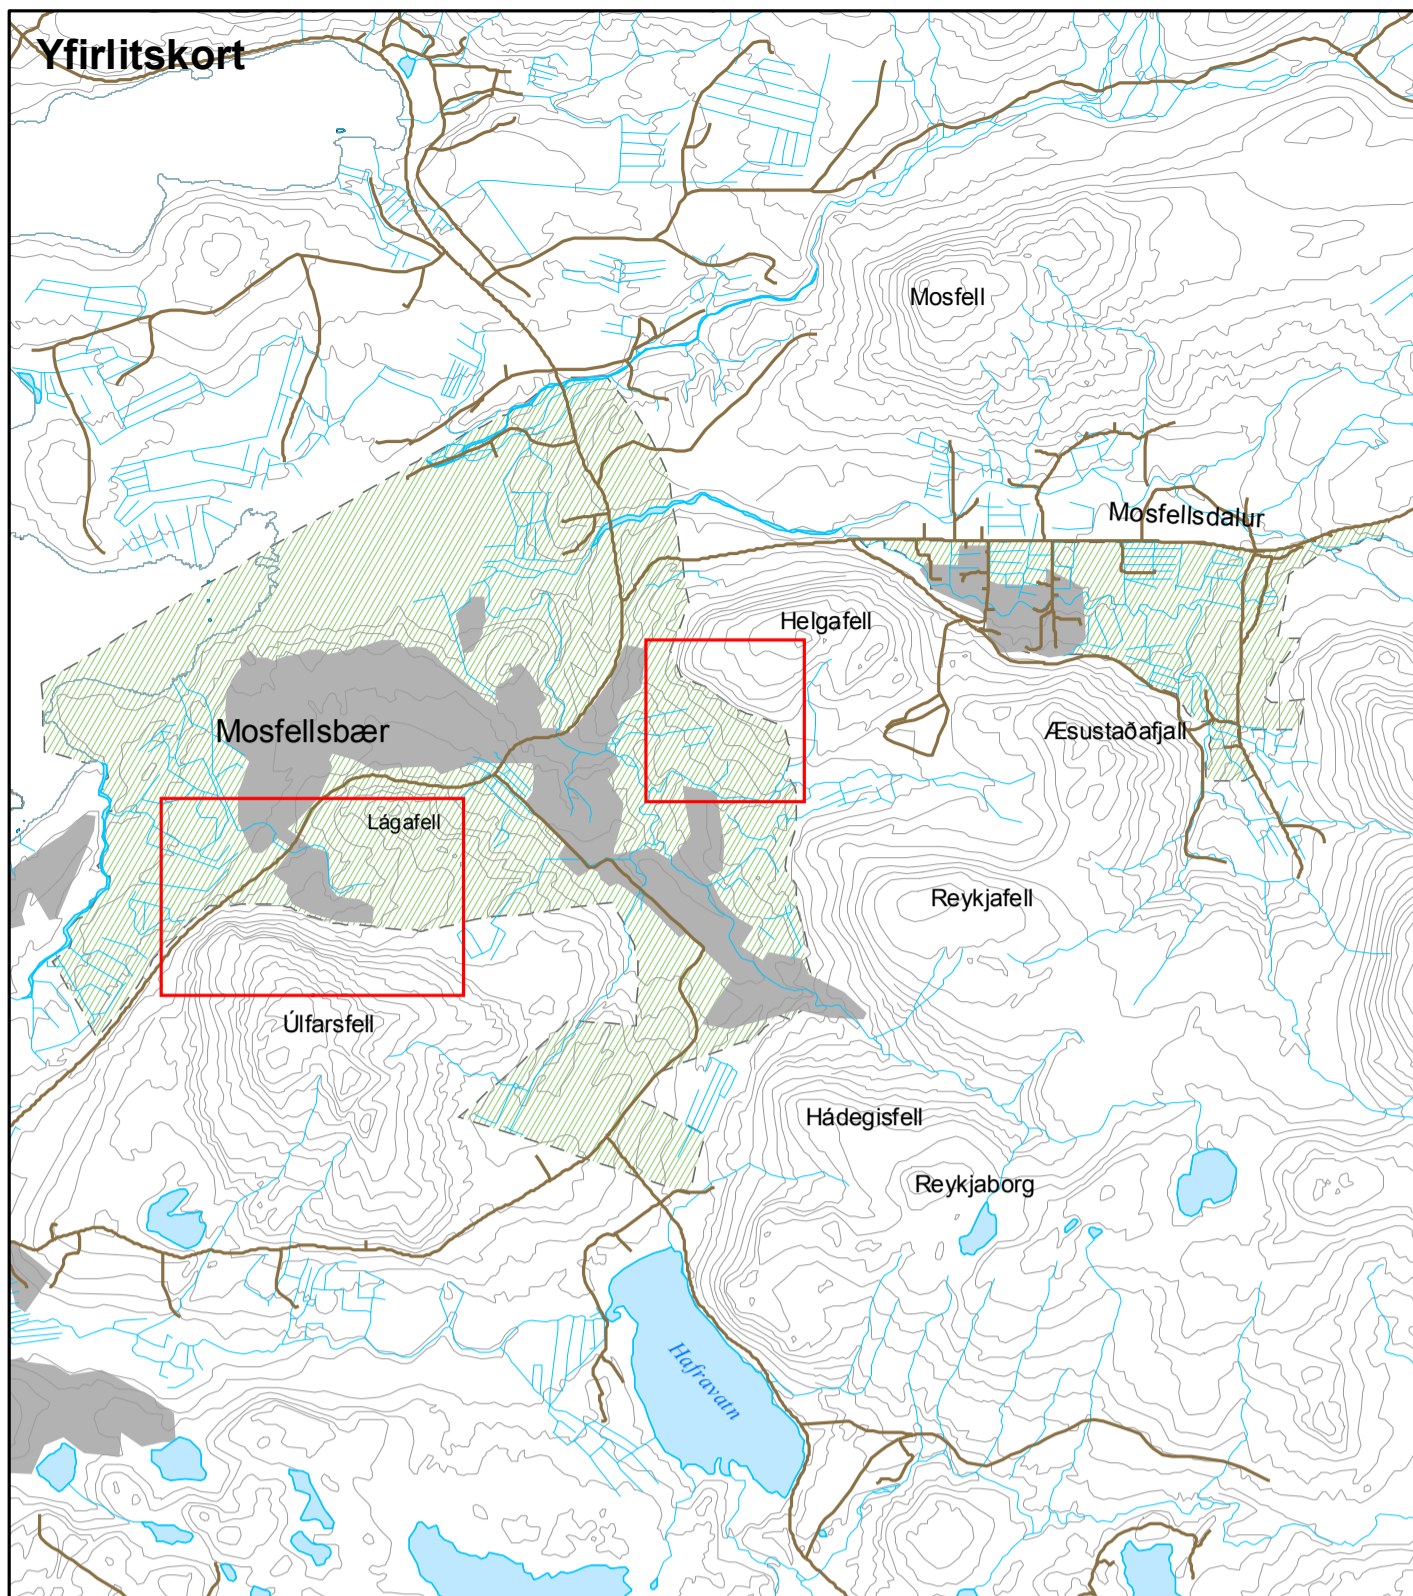 Yfirlitskort
Mosfell
Mosfellsdalur
Helgafell
Mosfellsbær
Æsustaðafjall
Lágafell
Reykjafell
Úlfarsfell
Hádegisfell
Reykjaborg
Hafravatn